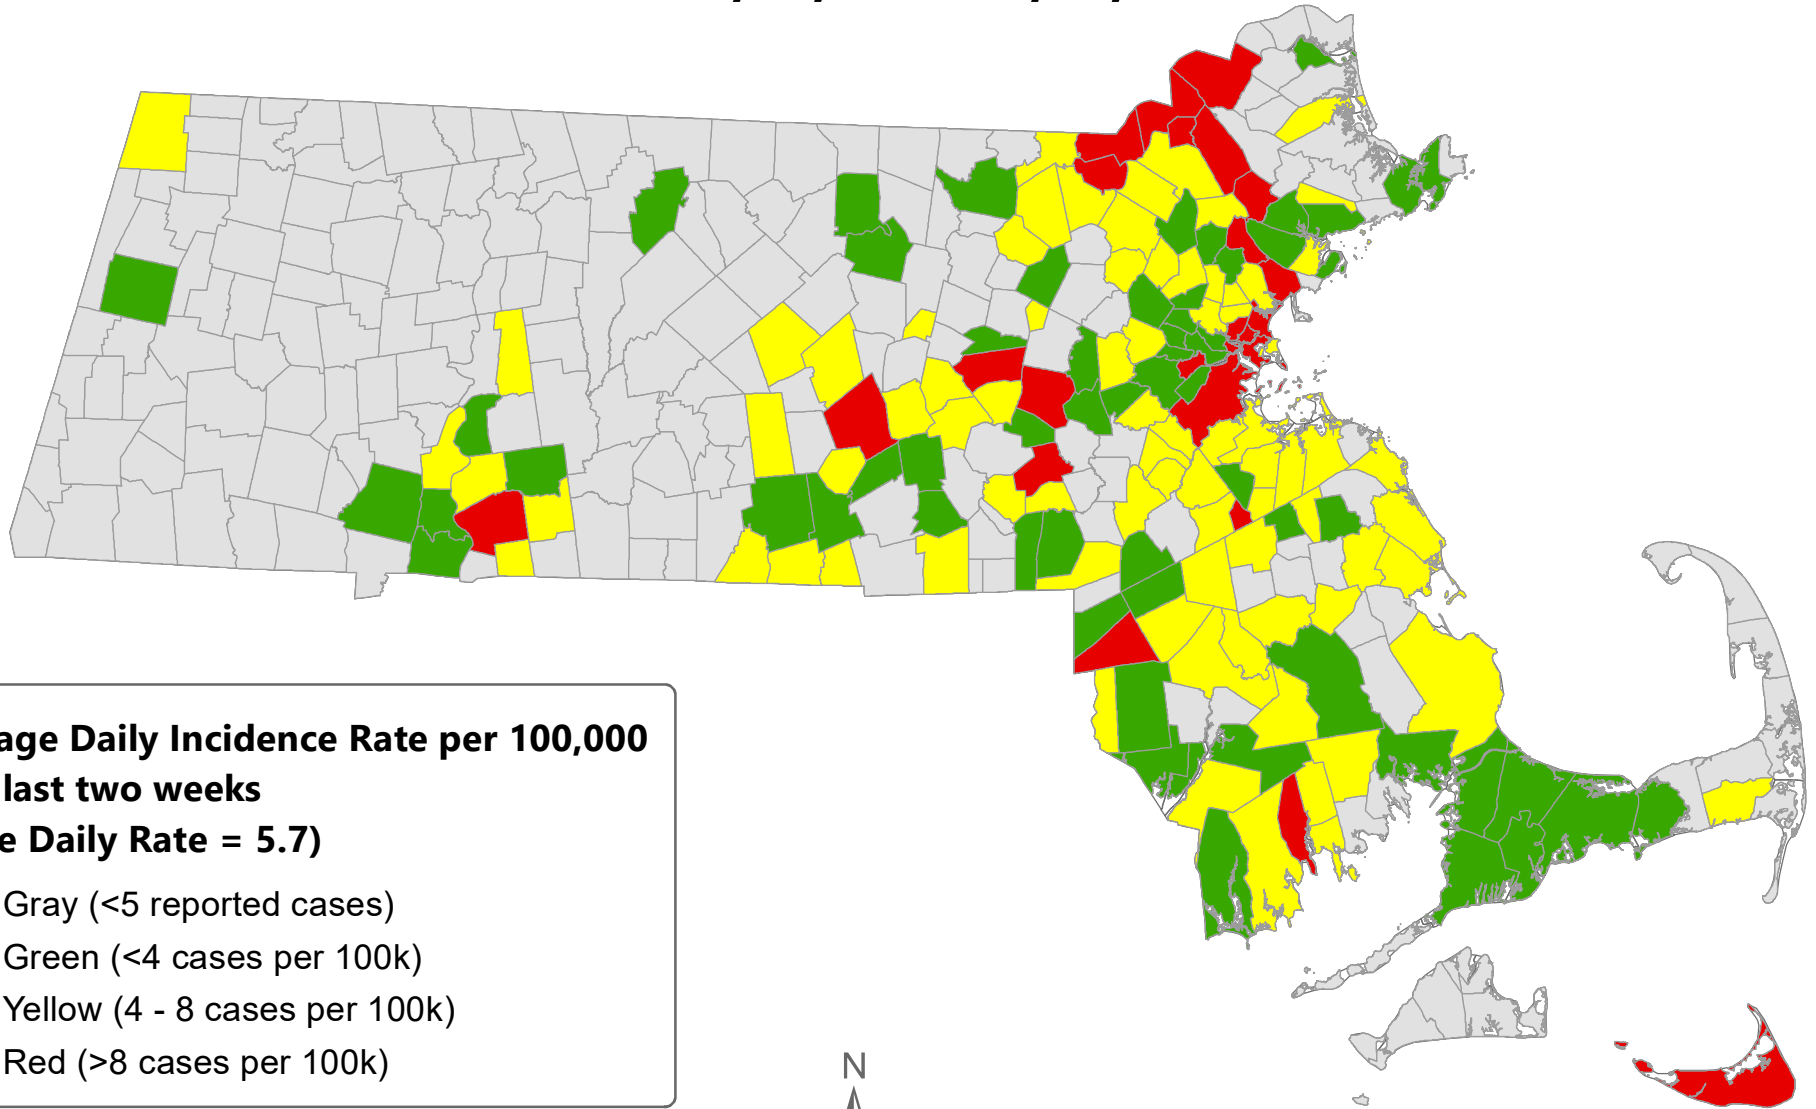 age Daily Incidence Rate per 100,000
last two weeks
e Daily Rate = 5.7)
Gray (<5 reported cases)
Green (<4 cases per 100k)
Yellow (4 - 8 cases per 100k)
Red (>8 cases per 100k)
N